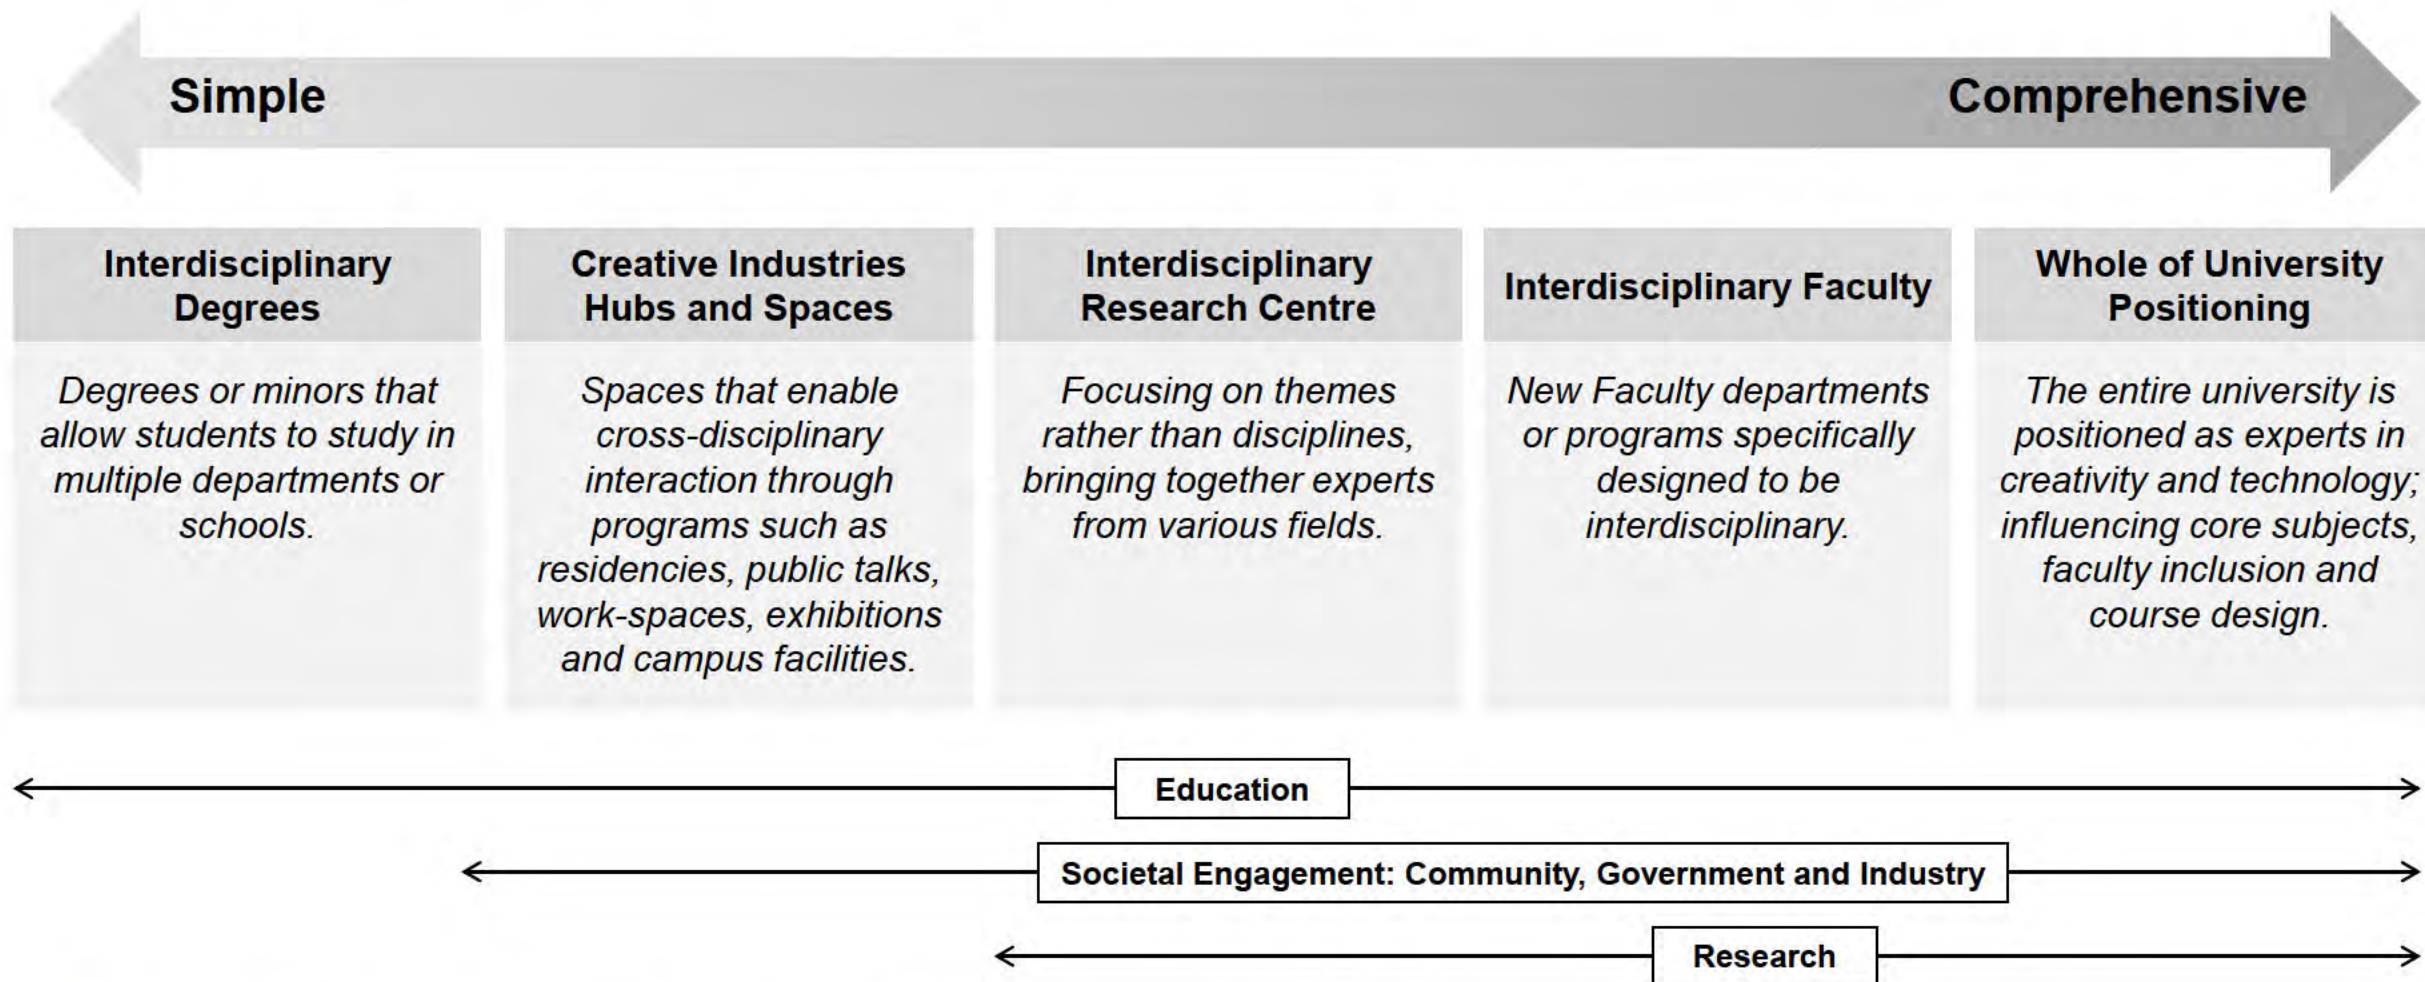 Simple
Comprehensive
Interdisciplinary
Degrees
Degrees or minors that
allow students to study in
multiple departments or
schools.
Creative Industries
Hubs and Spaces
Spaces that enable
cross-disciplinary
interaction through
programs such as
residencies, public talks,
work-spaces, exhibitions
and campus facilities.
Interdisciplinary
Research Centre
Focusing on themes
rather than disciplines,
bringing together experts
from various fields.
Interdisciplinary Faculty
New Faculty departments
or programs specifically
designed to be
interdisciplinary.
Whole of University
Positioning
The entire university is
positioned as experts in
creativity and technology;
influencing core subjects,
faculty inclusion and
course design.
Education
Societal Engagement: Community, Government and Industry
Research